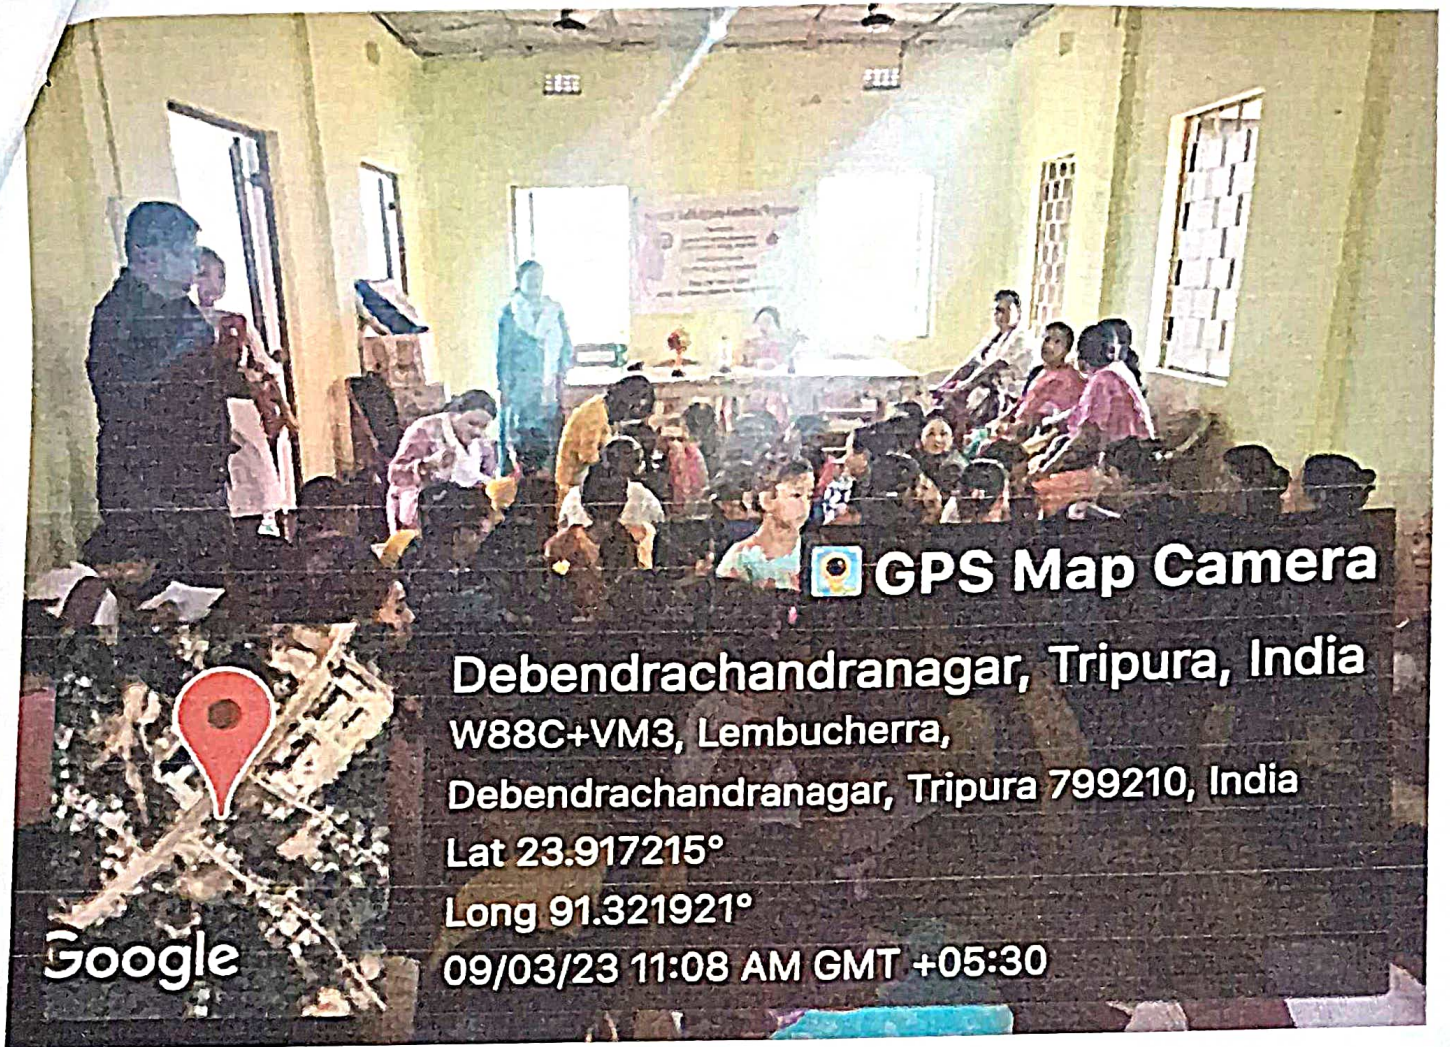 GPS Map Camera
Debendrachandranagar, Tripura, India
W88C+VM3, Lembucherra,
Debendrachandranagar, Tripura 799210, India
Lat 23.917215°
Long 91.321921°
09/03/23 11:08 AM GMT +05:30
Google